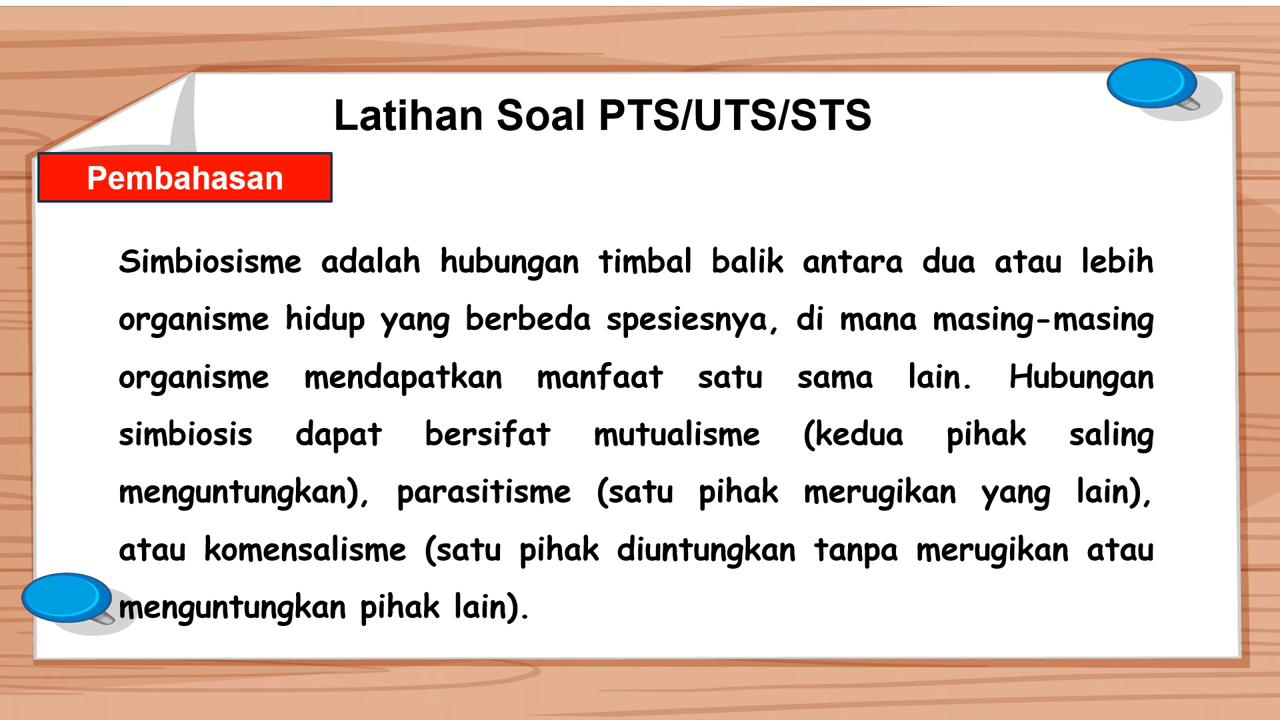 Latihan Soal PTS/UTS/STS
Pembahasan
Simbiosisme adalah hubungan timbal balik antara dua atau lebih
organisme hidup yang berbeda spesiesnya, di mana masing-masing
organisme mendapatkan manfaat satu sama lain. Hubungan
simbiosis dapat bersifat mutualisme (kedua pihak saling
menguntungkan), parasitisme (satu pihak merugikan yang lain),
atau komensalisme (satu pihak diuntungkan tanpa merugikan atau
menguntungkan pihak lain).